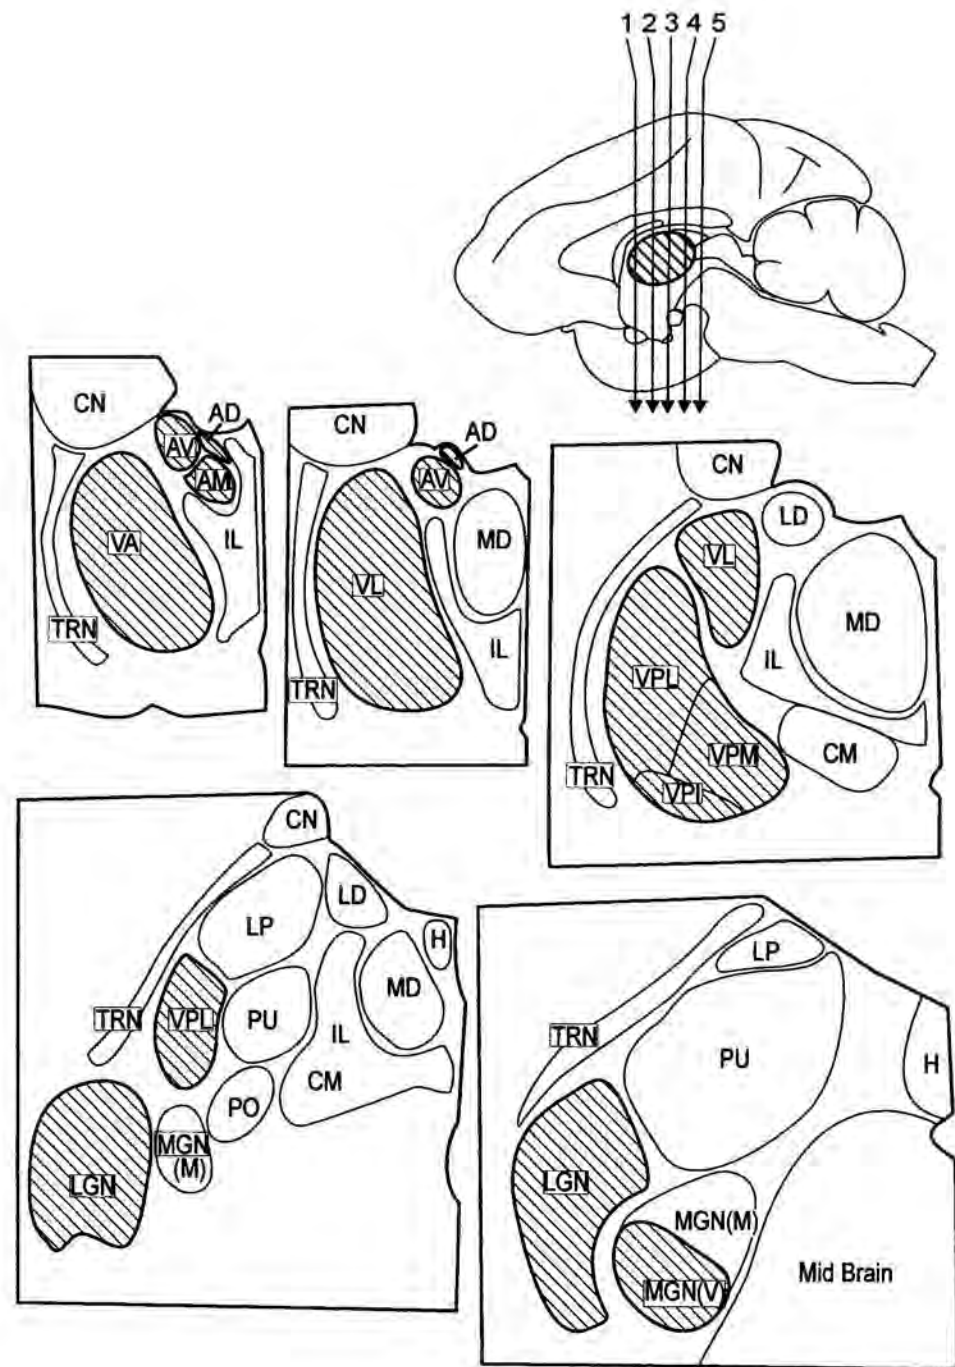 1 2 3 4 5
CN
AD
AV
AM
VA
IL
TRN
CN
AD
AV
MD
VL
IL
TRN
CN
LD
VL
MD
IL
VPL
VPM
CM
TRN
VPI
CN
LD
LP
H
MD
TRN
VPL
PU
IL
CM
PO
MGN
(M)
LGN
LP
TRN
PU
H
LGN
MGN(M)
MGN(V)
Mid Brain